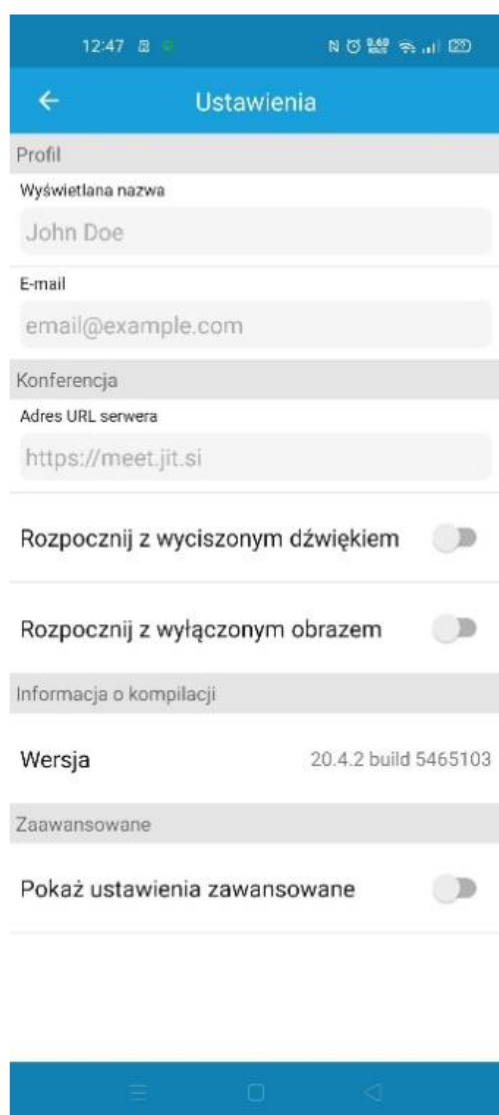 12:47
Ustawienia
Profil
Wyświetlana nazwa
John Doe
E-mail
email@example.com
Konferencja
Adres URL serwera
https://meet.jit.si
Rozpocznij z wyciszonym dźwiękiem
Rozpocznij z wyłączonym obrazem
Informacja o kompilacji
Wersja 20.4.2 build 5465103
Zaawansowane
Pokaż ustawienia zawansowane